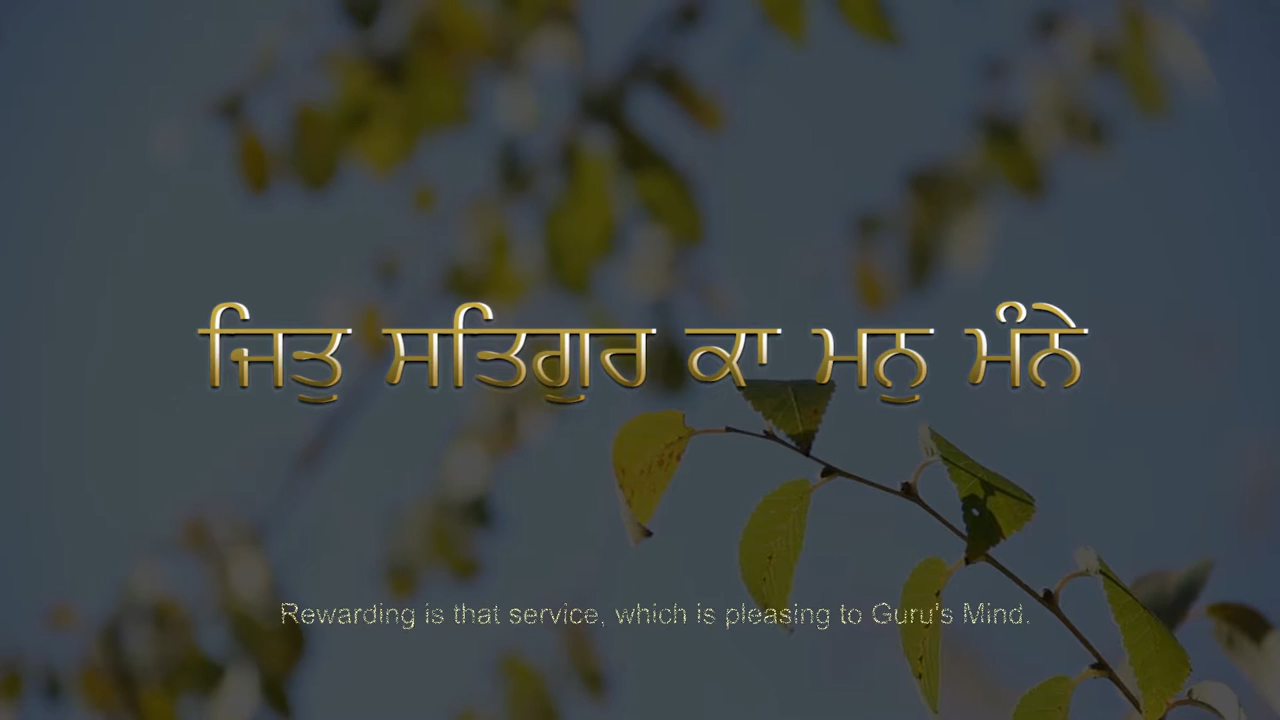 ਜਿਤੁ ਸਤਿਗੁਰ ਕਾ ਮਨੁ ਮੰਨੇ
Rewarding is that service, which is pleasing to Guru's Mind.